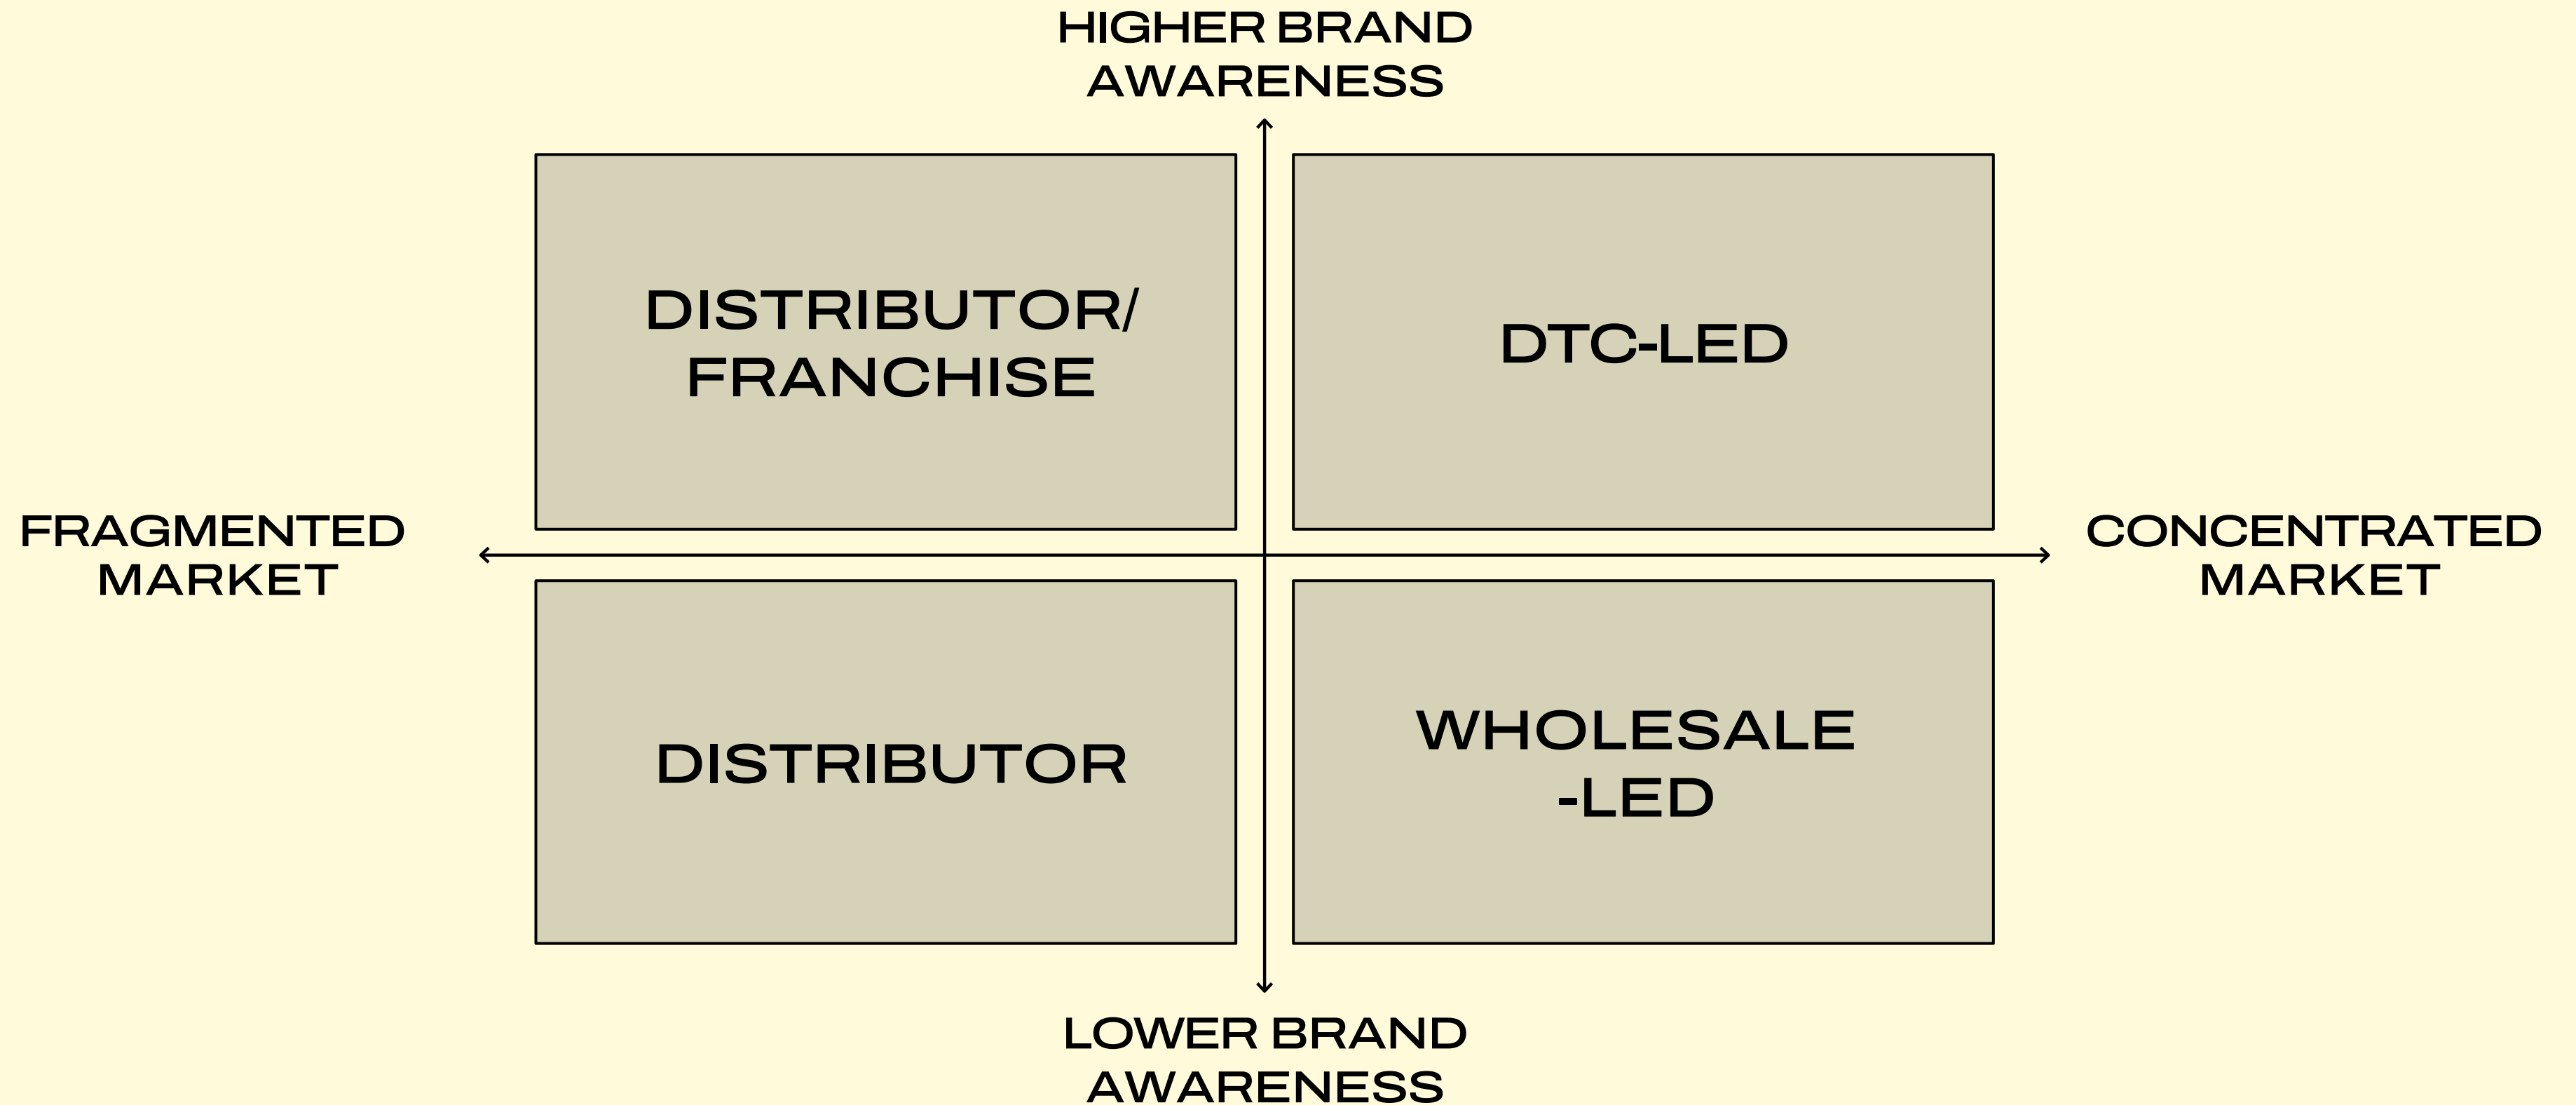 HIGHER BRAND
AWARENESS
DISTRIBUTOR/
FRANCHISE
DTC-LED
FRAGMENTED
MARKET
CONCENTRATED
MARKET
DISTRIBUTOR
WHOLESALE
-LED
LOWER BRAND
AWARENESS